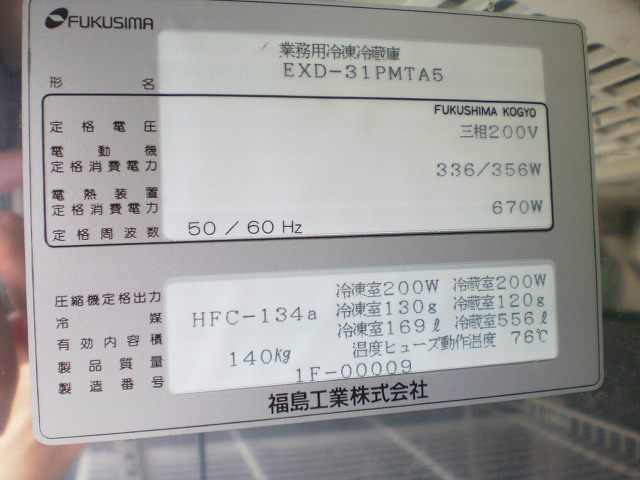 FUKUSIMA
業務用冷凍冷蔵庫
形名 EXD-31PMTA5
FUKUSHIMA KOGYO
定格電圧 三相200V
電動機
定格消費電力 336/356W
電熱装置
定格消費電力 670W
定格周波数 50/60Hz
圧縮機定格出力 冷凍室200W 冷蔵室200W
冷媒 HFC-134a 冷凍室130g 冷蔵室120g
有効内容積 冷凍室169ℓ 冷蔵室556ℓ
製品質量 140kg 温度ヒューズ動作温度 76℃
製造番号 1F-00009
福島工業株式会社